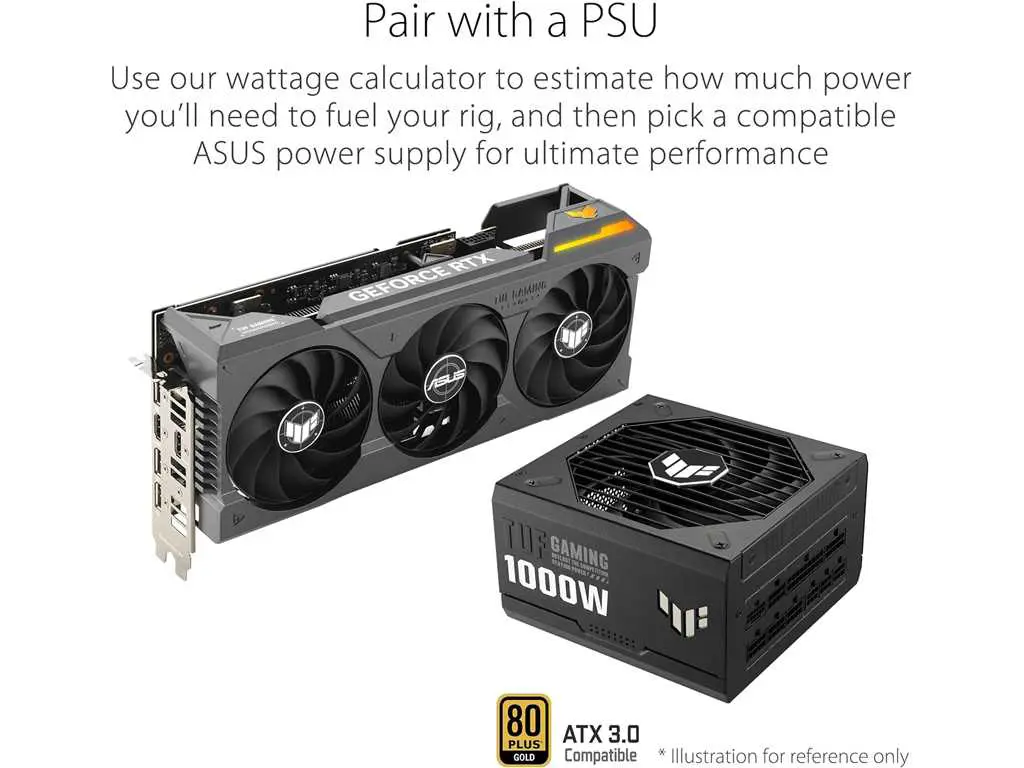 Pair with a PSU
Use our wattage calculator to estimate how much power
you'll need to fuel your rig, and then pick a compatible
ASUS power supply for ultimate performance
GEFORCE RTX
TUF GAMING
TUF GAMING
ASUS
TUF GAMING
1000W
80
PLUS
GOLD
ATX 3.0
Compatible
* Illustration for reference only